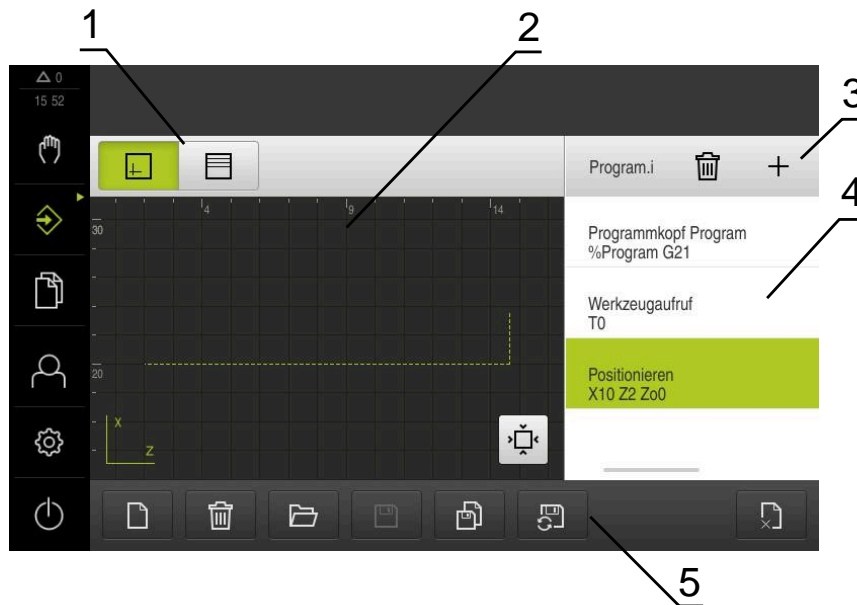 1
2
3
4
5
0
15 52
Program.i
4
9
14
30
20
X
Z
Programmkopf Program
%Program G21
Werkzeugaufruf
T0
Positionieren
X10 Z2 Zo0